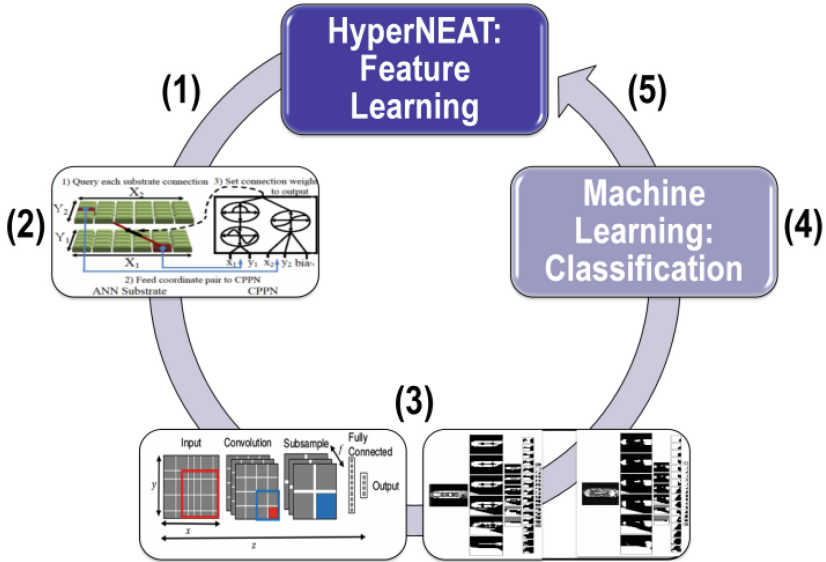 HyperNEAT:
Feature
Learning
(1)
(5)
1) Query each substrate connection
3) Set connection weight
to output
X2
Y2
Y1
X1
x1 y1 x2 y2 bias
2) Feed coordinate pair to CPPN
ANN Substrate
CPPN
(2)
Machine
Learning:
Classification
(4)
(3)
Input
Convolution
Subsample
f
Fully
Connected
Output
y
x
z